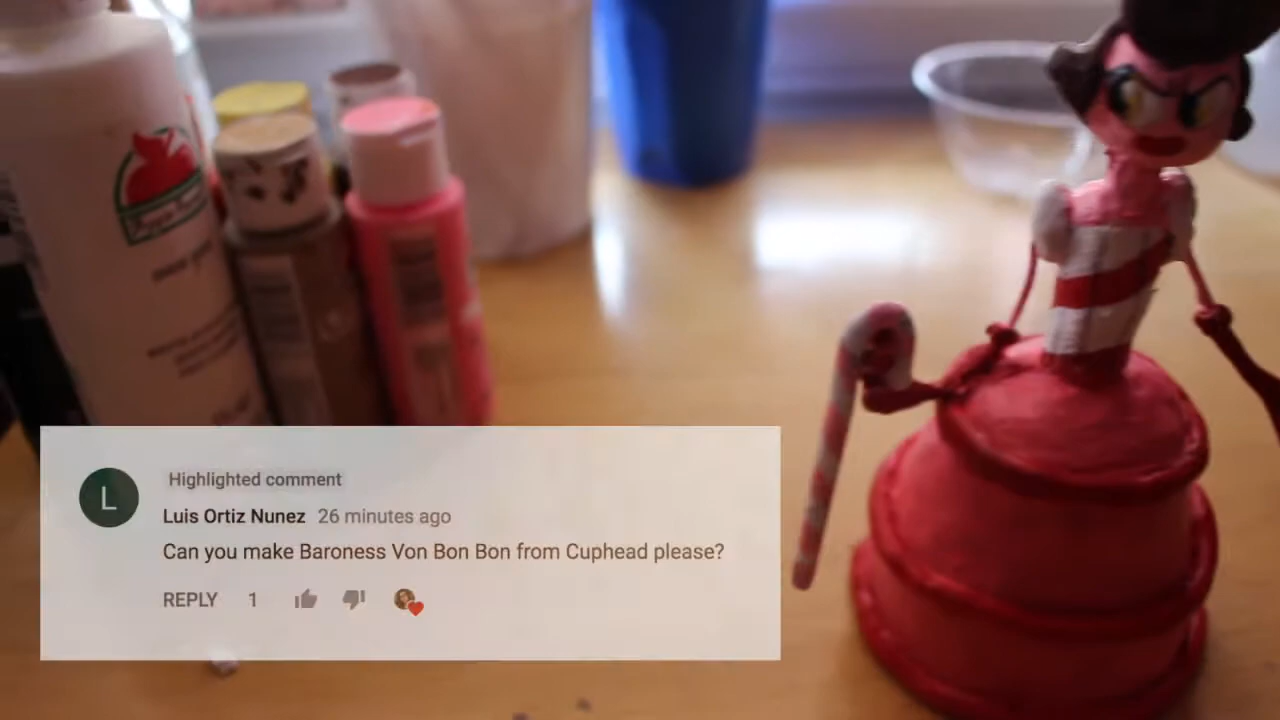 Highlighted comment
L
Luis Ortiz Nunez 26 minutes ago
Can you make Baroness Von Bon Bon from Cuphead please?
REPLY 1